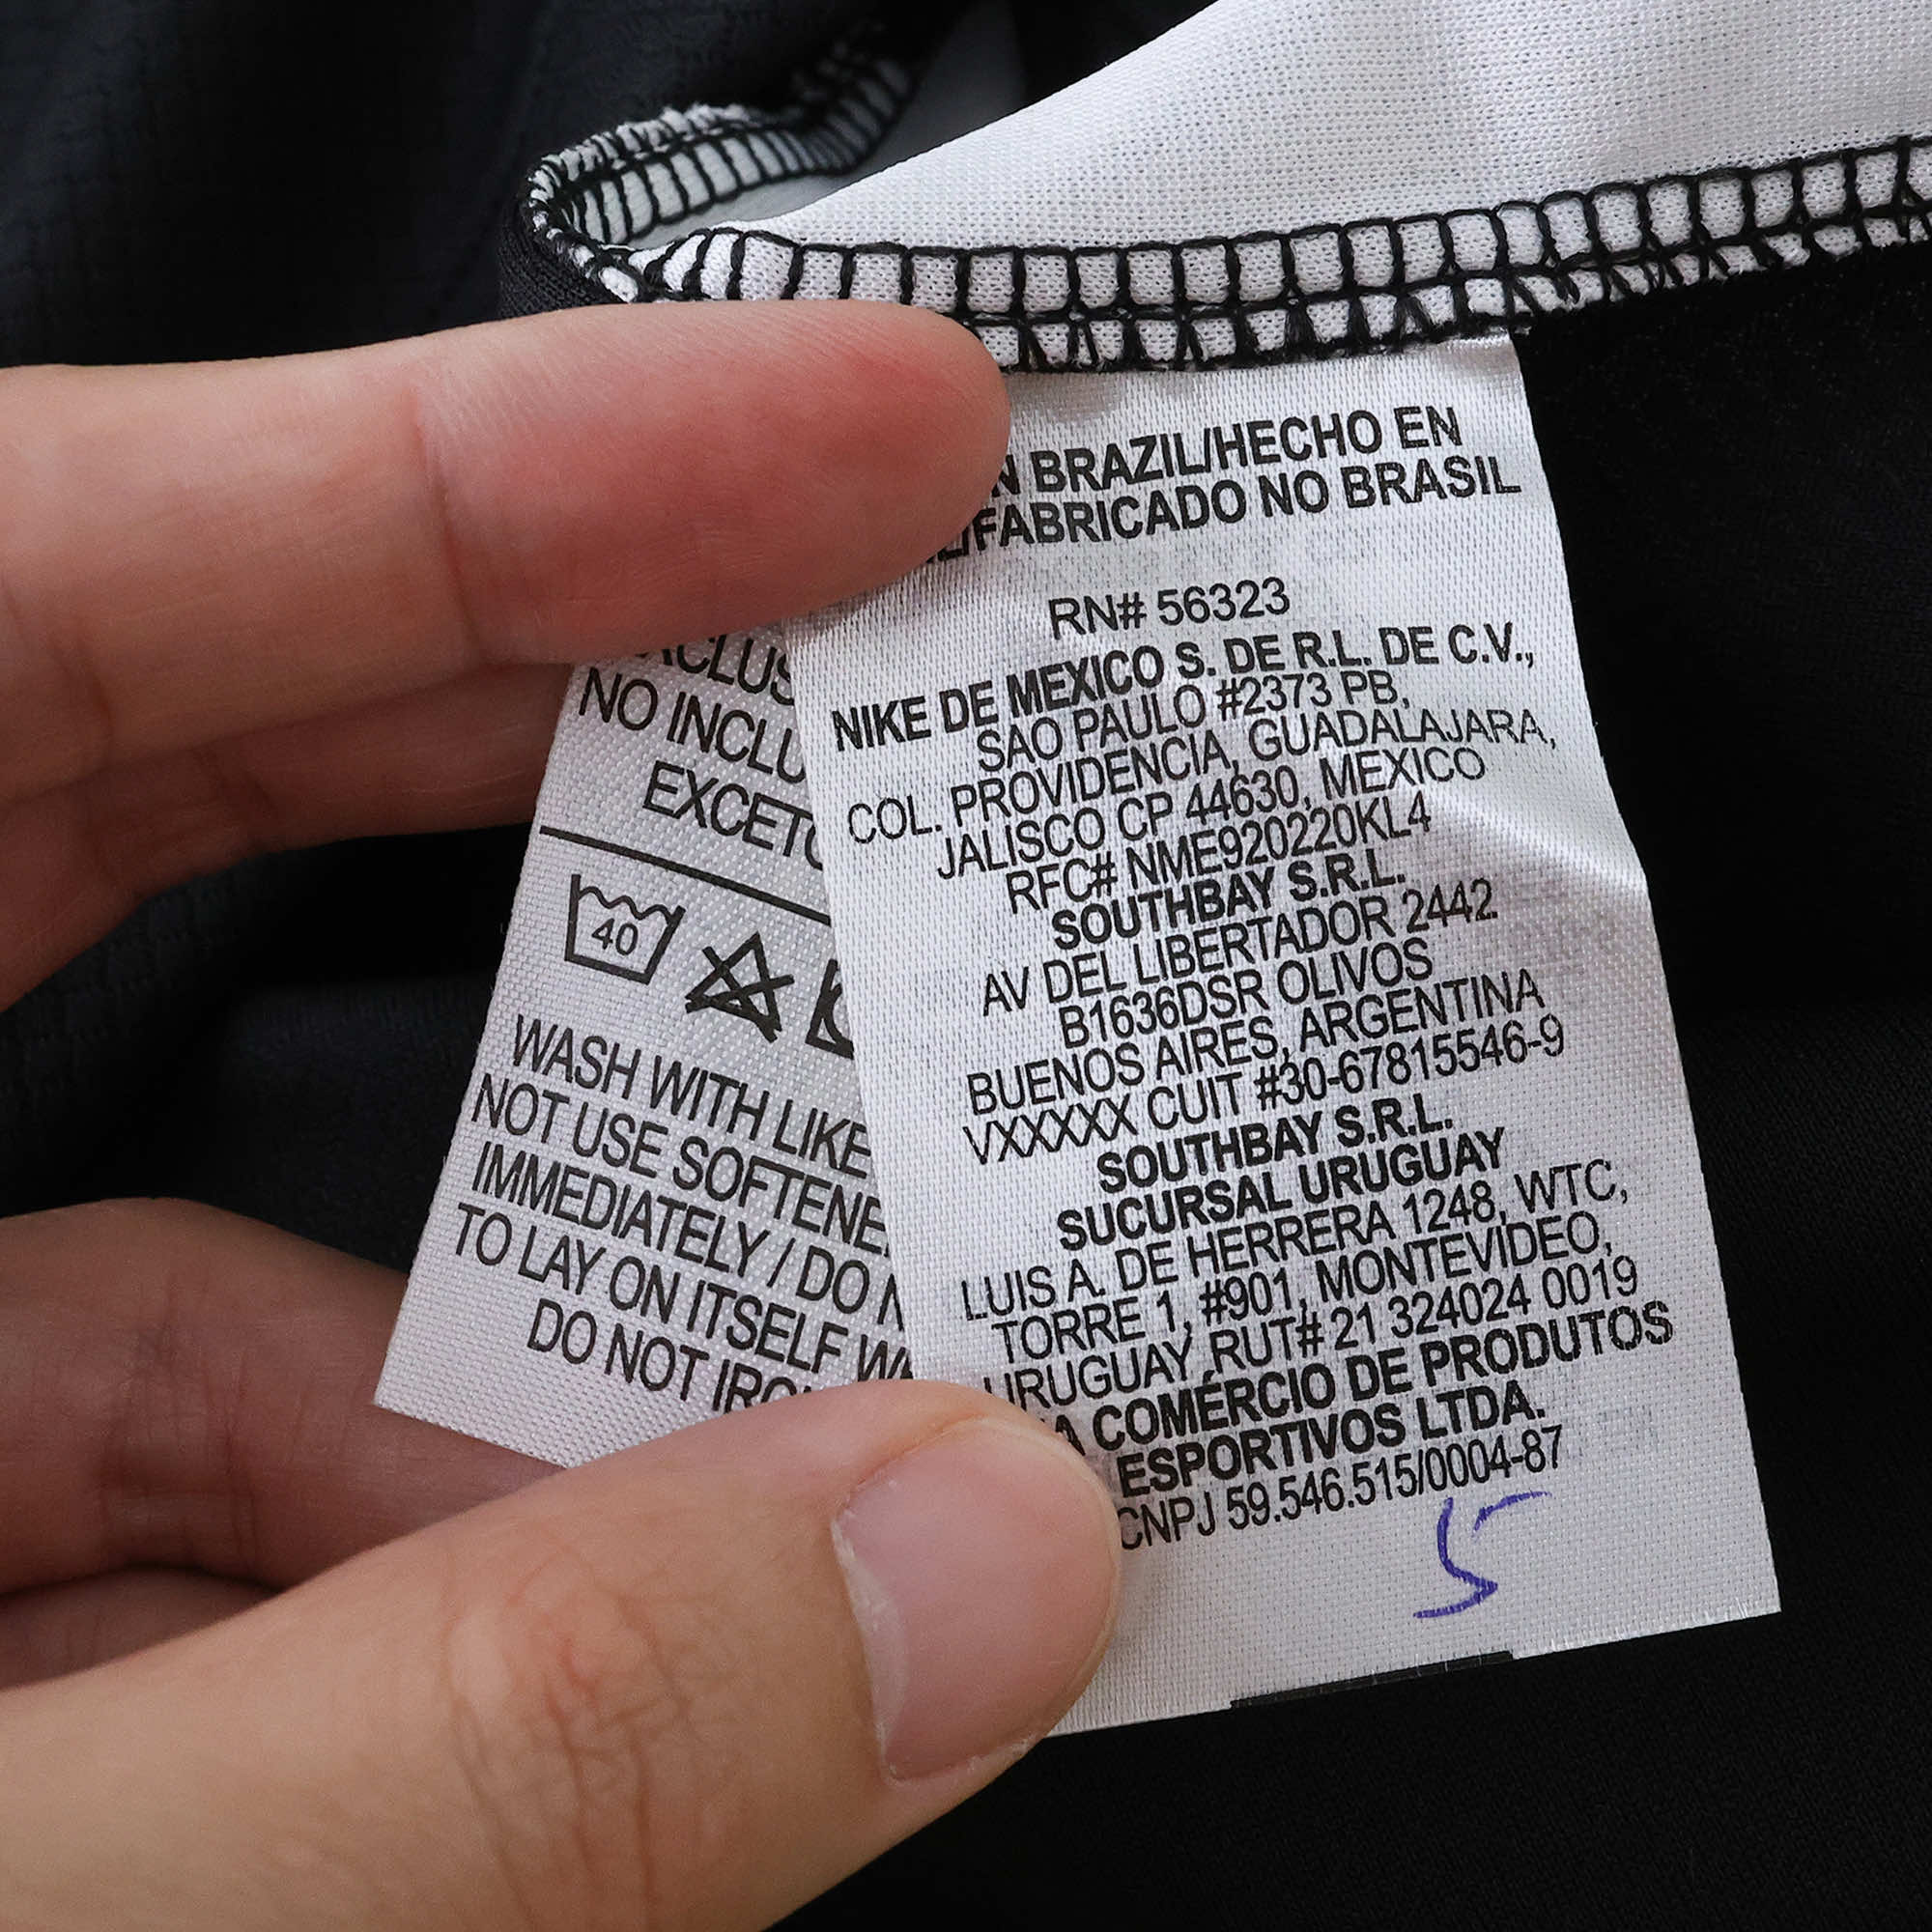 BRAZIL/HECHO EN
/FABRICADO NO BRASIL
RN# 56323
NIKE DE MEXICO S. DE R.L. DE C.V.,
SAO PAULO #2373 PB,
COL. PROVIDENCIA, GUADALAJARA,
JALISCO CP 44630, MEXICO
RFC# NME920220KL4
SOUTHBAY S.R.L.
AV DEL LIBERTADOR 2442
B1636DSR OLIVOS
BUENOS AIRES, ARGENTINA
VXXXXX CUIT #30-67815546-9
SOUTHBAY S.R.L.
SUCURSAL URUGUAY
LUIS A. DE HERRERA 1248, WTC,
TORRE 1, #901, MONTEVIDEO,
URUGUAY RUT# 21 324024 0019
COMÉRCIO DE PRODUTOS
ESPORTIVOS LTDA.
CNPJ 59.546.515/0004-87
5
NO INCLU
EXCETO
40
WASH WITH LIKE
NOT USE SOFTENE
IMMEDIATELY / DO N
TO LAY ON ITSELF W
DO NOT IRON